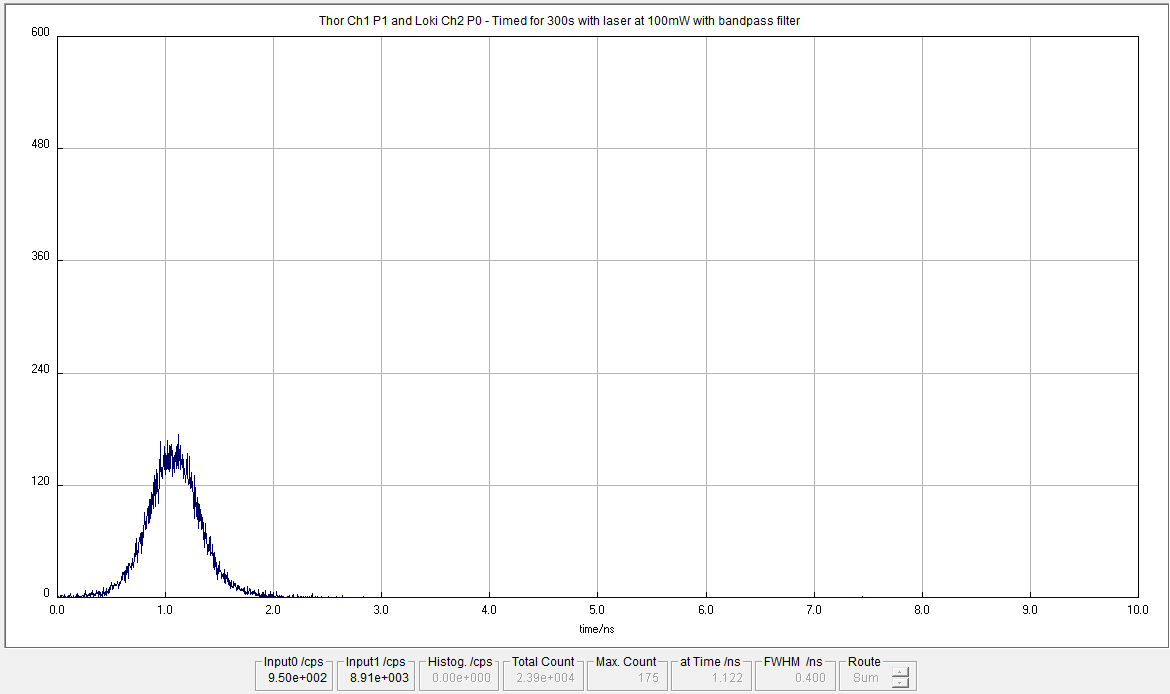 Thor Ch1 P1 and Loki Ch2 P0 - Timed for 300s with laser at 100mW with bandpass filter
600
480
360
240
120
0
0.0 1.0 2.0 3.0 4.0 5.0 6.0 7.0 8.0 9.0 10.0
time/ns
Input0 /cps Input1 /cps Histog. /cps Total Count Max. Count at Time /ns FWHM /ns Route
9.50e+002 8.91e+003 0.00e+000 2.39e+004 175 1.122 0.400 Sum